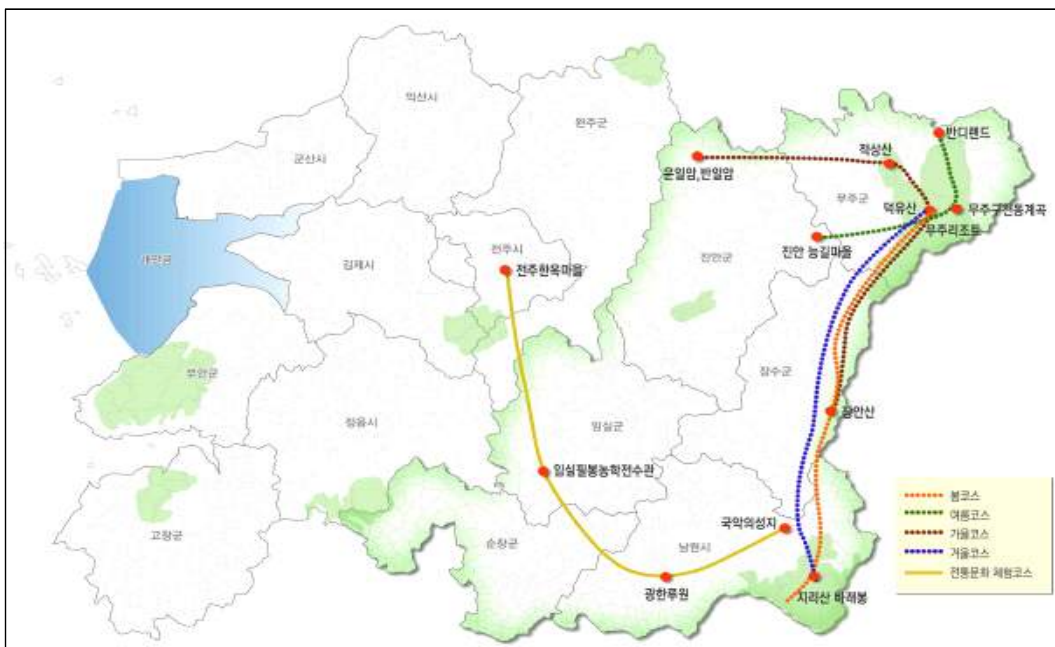 익산시
완주군
군산시
반디랜드
적상산
운일암,반일암
무주군
덕유산
무주구천동계곡
무주리조트
전주시
진안 능길마을
김제시
전주한옥마을
진안군
부안군
장수군
장안산
정읍시
임실군
임실필봉농악전수관
국악의성지
고창군
순창군
남원시
광한루원
지리산 바래봉
봄코스
여름코스
가을코스
겨울코스
전통문화 체험코스